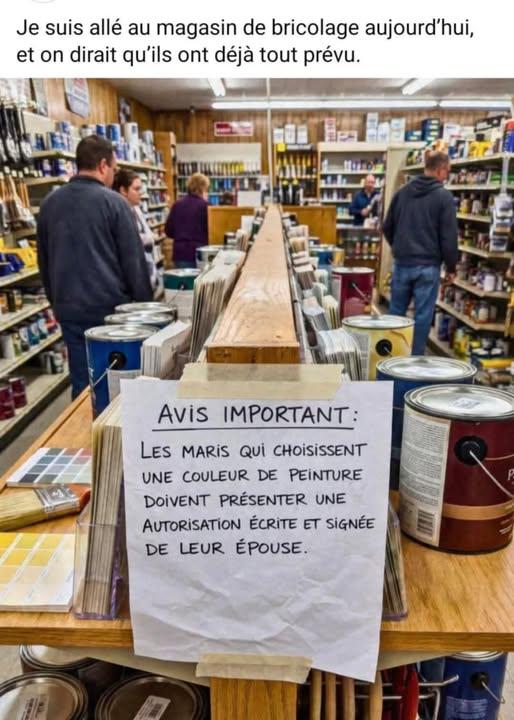 Je suis allé au magasin de bricolage aujourd’hui,
et on dirait qu’ils ont déjà tout prévu.
AVIS IMPORTANT:
LES MARIS QUI CHOISISSENT
UNE COULEUR DE PEINTURE
DOIVENT PRÉSENTER UNE
AUTORISATION ÉCRITE ET SIGNÉE
DE LEUR ÉPOUSE.